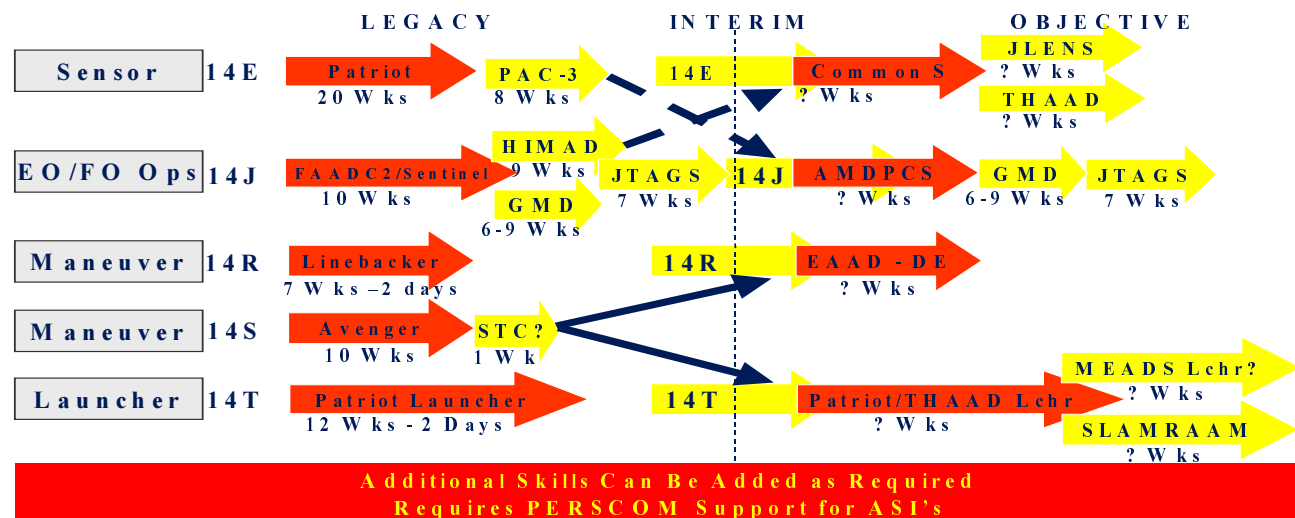 LEGACY INTERIM OBJECTIVE
Sensor 14E Patriot PAC-3 14E Common S JLENS
20 Wks 8 Wks ? Wks ? Wks
THAAD
? Wks
EO/FO Ops 14J FAADC2/Sentinel HIMAD JTAGS 14J AMDPCS GMD JTAGS
10 Wks 9 Wks 7 Wks ? Wks 6-9 Wks 7 Wks
GMD
6-9 Wks
Maneuver 14R Linebacker 14R EAAD -DE
7 Wks –2 days ? Wks
Maneuver 14S Avenger STC?
10 Wks 1 Wk
Launcher 14T Patriot Launcher 14T Patriot/THAAD Lchr MEADS Lchr?
12 Wks - 2 Days ? Wks ? Wks
SLAMRAAM
? Wks
Additional Skills Can Be Added as Required
Requires PERSCOM Support for ASI's